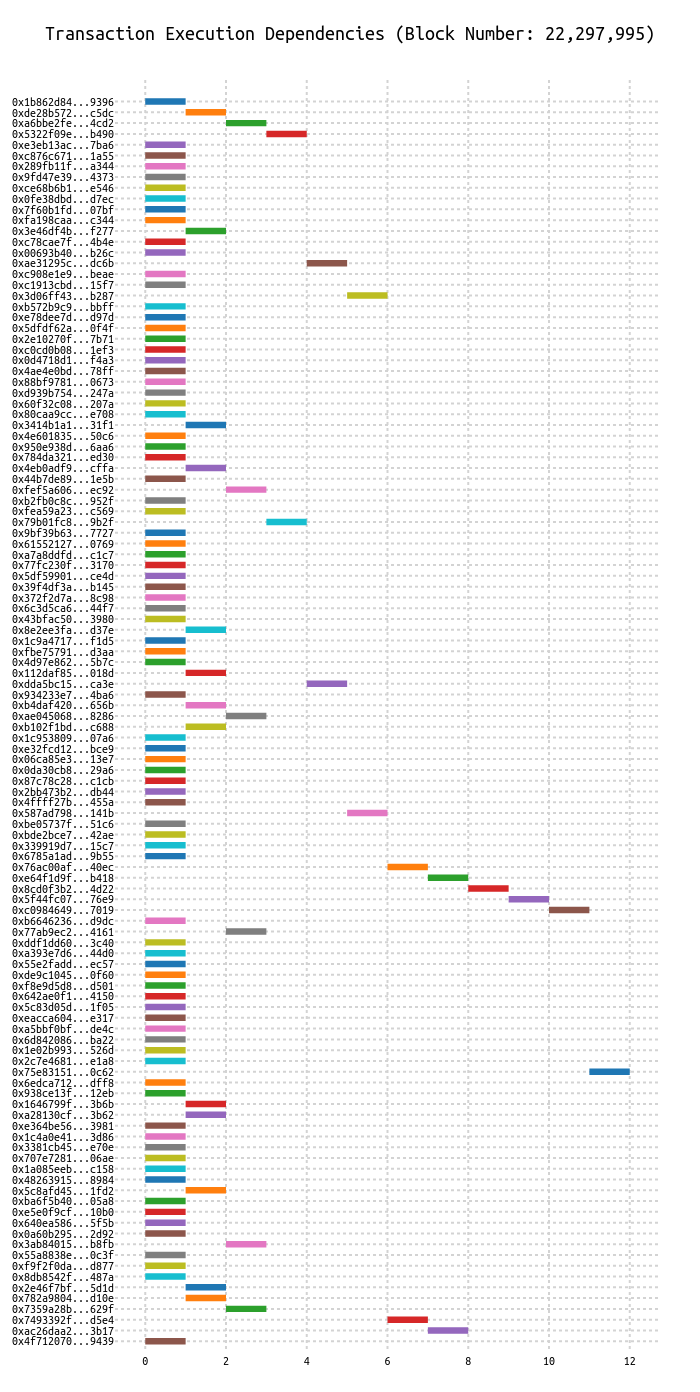 Transaction Execution Dependencies (Block Number: 22,297,995)
0x1b862d84...9396
0xde28b572...c5dc
0xa6bbe2fe...4cd2
0x5322f09e...b490
0xe3eb13ac...7ba6
0xc876c671...1a55
0x289fb11f...a344
0x9fd47e39...4373
0xce68b6b1...e546
0x0fe38dbd...d7ec
0x7f60b1fd...07bf
0xfa198caa...c344
0x3e46df4b...f277
0xc78cae7f...4b4e
0x00693b40...b26c
0xae31295c...dc6b
0xc908e1e9...beae
0xc1913cbd...15f7
0x3d06ff43...b287
0xb572b9c9...bbff
0xe78dee7d...d97d
0x5dfdf62a...0f4f
0x2e10270f...7b71
0xc0cd0b08...1ef3
0x0d4718d1...f4a3
0x4ae4e0bd...78ff
0x88bf9781...0673
0xd939b754...247a
0x60f32c08...207a
0x80caa9cc...e708
0x3414b1a1...31f1
0x4e601835...50c6
0x950e938d...6aa6
0x784da321...ed30
0x4eb0adf9...cffa
0x44b7de89...1e5b
0xfef5a606...ec92
0xb2fb0c8c...952f
0xfea59a23...c569
0x79b01fc8...9b2f
0x9bf39b63...7727
0x61552127...0769
0xa7a8ddfd...c1c7
0x77fc230f...3170
0x5df59901...ce4d
0x39f4df3a...b145
0x372f2d7a...8c98
0x6c3d5ca6...44f7
0x43bfac50...3980
0x8e2ee3fa...d37e
0x1c9a4717...f1d5
0xfbe75791...d3aa
0x4d97e862...5b7c
0x112daf85...018d
0xdda5bc15...ca3e
0x934233e7...4ba6
0xb4daf420...656b
0xae045068...8286
0xb102f1bd...c688
0x1c953809...07a6
0xe32fcd12...bce9
0x06ca85e3...13e7
0x0da30cb8...29a6
0x87c78c28...c1cb
0x2bb473b2...db44
0x4ffff27b...455a
0x587ad798...141b
0xbe05737f...51c6
0xbde2bce7...42ae
0x339919d7...15c7
0x6785a1ad...9b55
0x76ac00af...40ec
0xe64f1d9f...b418
0x8cd0f3b2...4d22
0x5f44fc07...76e9
0xc0984649...7019
0xb6646236...d9dc
0x77ab9ec2...4161
0xddf1dd60...3c40
0xa393e7d6...44d0
0x55e2fadd...ec57
0xde9c1045...0f60
0xf8e9d5d8...d501
0x642ae0f1...4150
0x5c83d05d...1f05
0xeacca604...e317
0xa5bbf0bf...de4c
0x6d842086...ba22
0x1e02b993...526d
0x2c7e4681...e1a8
0x75e83151...0c62
0x6edca712...dff8
0x938ce13f...12eb
0x1646799f...3b6b
0xa28130cf...3b62
0xe364be56...3981
0x1c4a0e41...3d86
0x3381cb45...e70e
0x707e7281...06ae
0x1a085eeb...c158
0x48263915...8984
0x5c8afd45...1fd2
0xba6f5b40...05a8
0xe5e0f9cf...10b0
0x640ea586...5f5b
0x0a60b295...2d92
0x3ab84015...b8fb
0x55a8838e...0c3f
0xf9f2f0da...d877
0x8db8542f...487a
0x2e46f7bf...5d1d
0x782a9804...d10e
0x7359a28b...629f
0x7493392f...d5e4
0xac26daa2...3b17
0x4f712070...9439
0 2 4 6 8 10 12